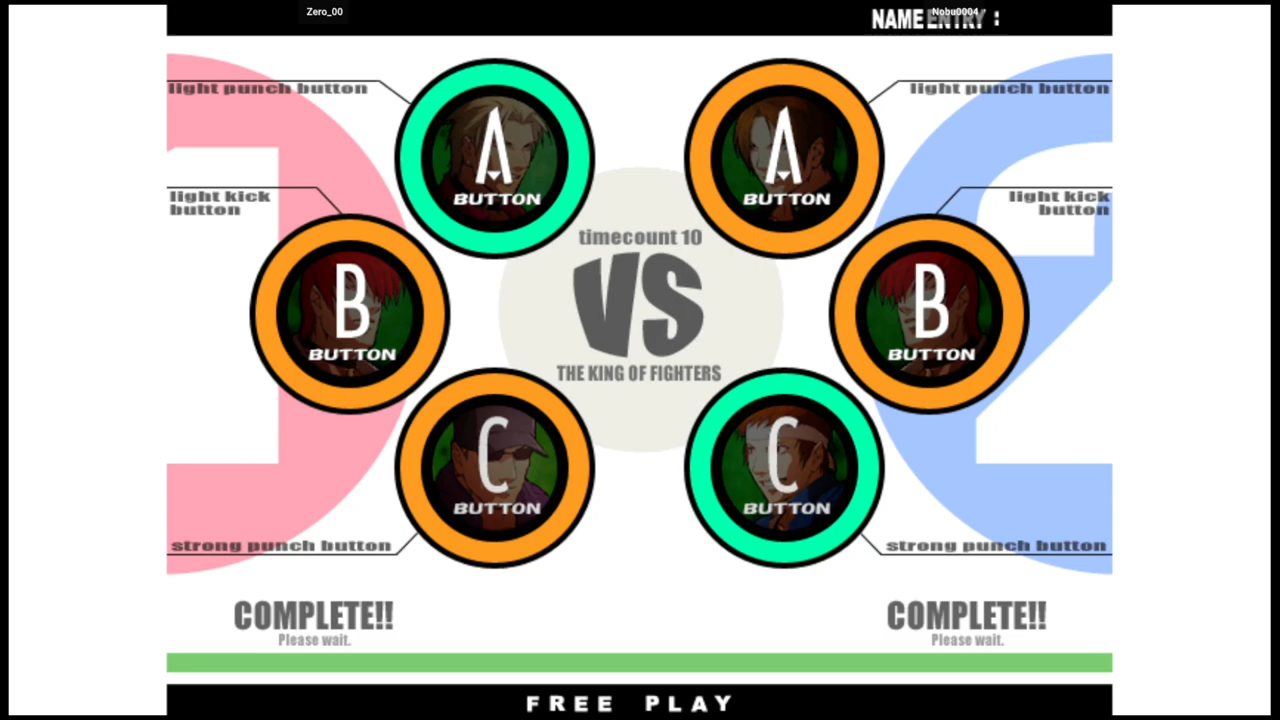 Zero_00
NAME ENTRY :
Nobu0004
light punch button
light punch button
A
BUTTON
A
BUTTON
light kick
button
light kick
button
timecount 10
VS
THE KING OF FIGHTERS
B
BUTTON
B
BUTTON
C
BUTTON
C
BUTTON
strong punch button
strong punch button
COMPLETE!!
Please wait.
COMPLETE!!
Please wait.
FREE PLAY